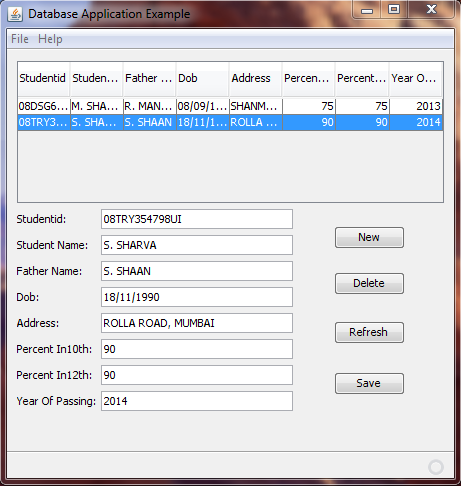 Database Application Example
File Help
Studentid Studen... Father ... Dob Address Percen... Percent... Year O...
08DSG6... M. SHA... R. MAN... 08/09/1... SHANM... 75 75 2013
08TRY3... S. SHA... S. SHAAN 18/11/1... ROLLA ... 90 90 2014
Studentid: 08TRY354798UI
Student Name: S. SHARVA
Father Name: S. SHAAN
Dob: 18/11/1990
Address: ROLLA ROAD, MUMBAI
Percent In10th: 90
Percent In12th: 90
Year Of Passing: 2014
New
Delete
Refresh
Save